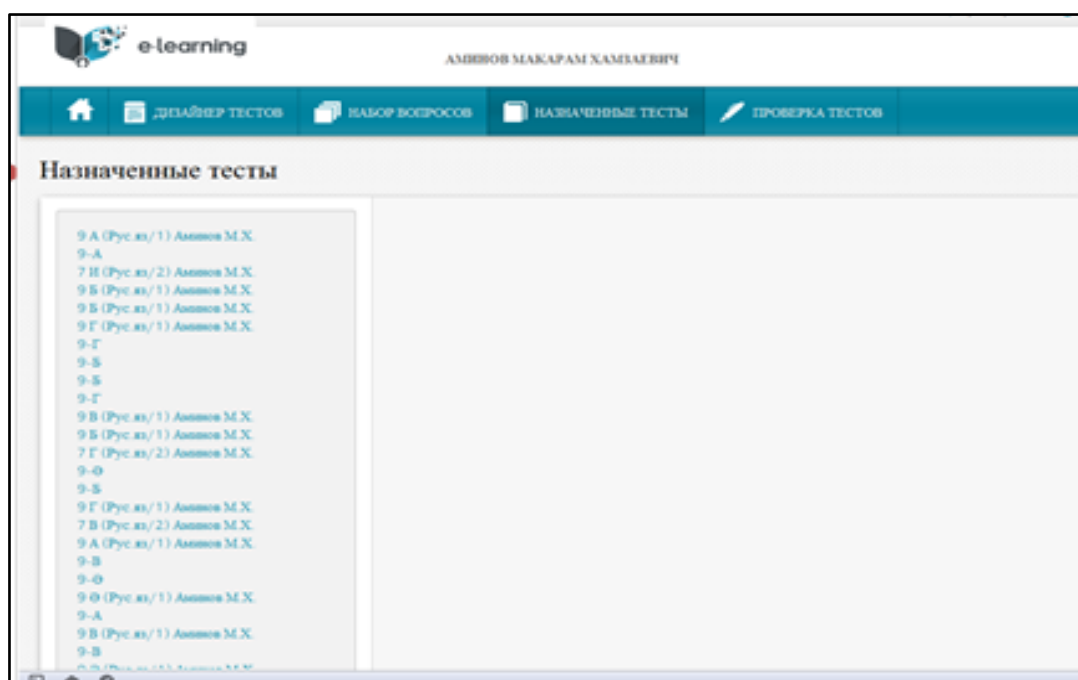 e-learning
АМИНОВ МАКАРАМ ХАМЗАЕВИЧ
ДИЗАЙНЕР ТЕСТОВ
НАБОР ВОПРОСОВ
НАЗНАЧЕННЫЕ ТЕСТЫ
ПРОВЕРКА ТЕСТОВ
Назначенные тесты
9 А (Рус.яз/1) Аминов М.Х.
9-А
7 И (Рус.яз/2) Аминов М.Х.
9 Б (Рус.яз/1) Аминов М.Х.
9 Б (Рус.яз/1) Аминов М.Х.
9 Г (Рус.яз/1) Аминов М.Х.
9-Г
9-Б
9-Б
9-Г
9 В (Рус.яз/1) Аминов М.Х.
9 Б (Рус.яз/1) Аминов М.Х.
7 Г (Рус.яз/2) Аминов М.Х.
9-Ә
9-Б
9 Г (Рус.яз/1) Аминов М.Х.
7 В (Рус.яз/2) Аминов М.Х.
9 А (Рус.яз/1) Аминов М.Х.
9-В
9-Ә
9 Ә (Рус.яз/1) Аминов М.Х.
9-А
9 В (Рус.яз/1) Аминов М.Х.
9-В